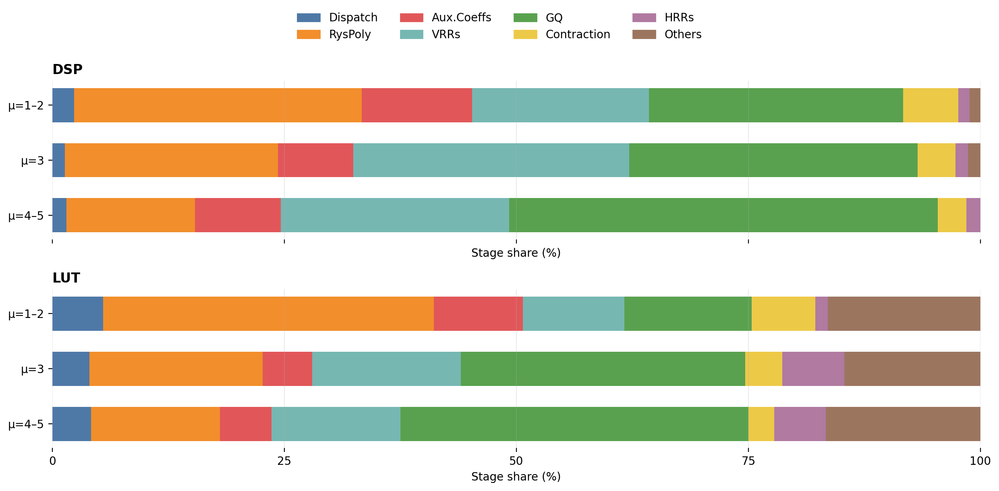 Dispatch Aux.Coeffs GQ HRRs
RysPoly VRRs Contraction Others
DSP
μ=1–2
μ=3
μ=4–5
Stage share (%)
LUT
μ=1–2
μ=3
μ=4–5
0 25 50 75 100
Stage share (%)